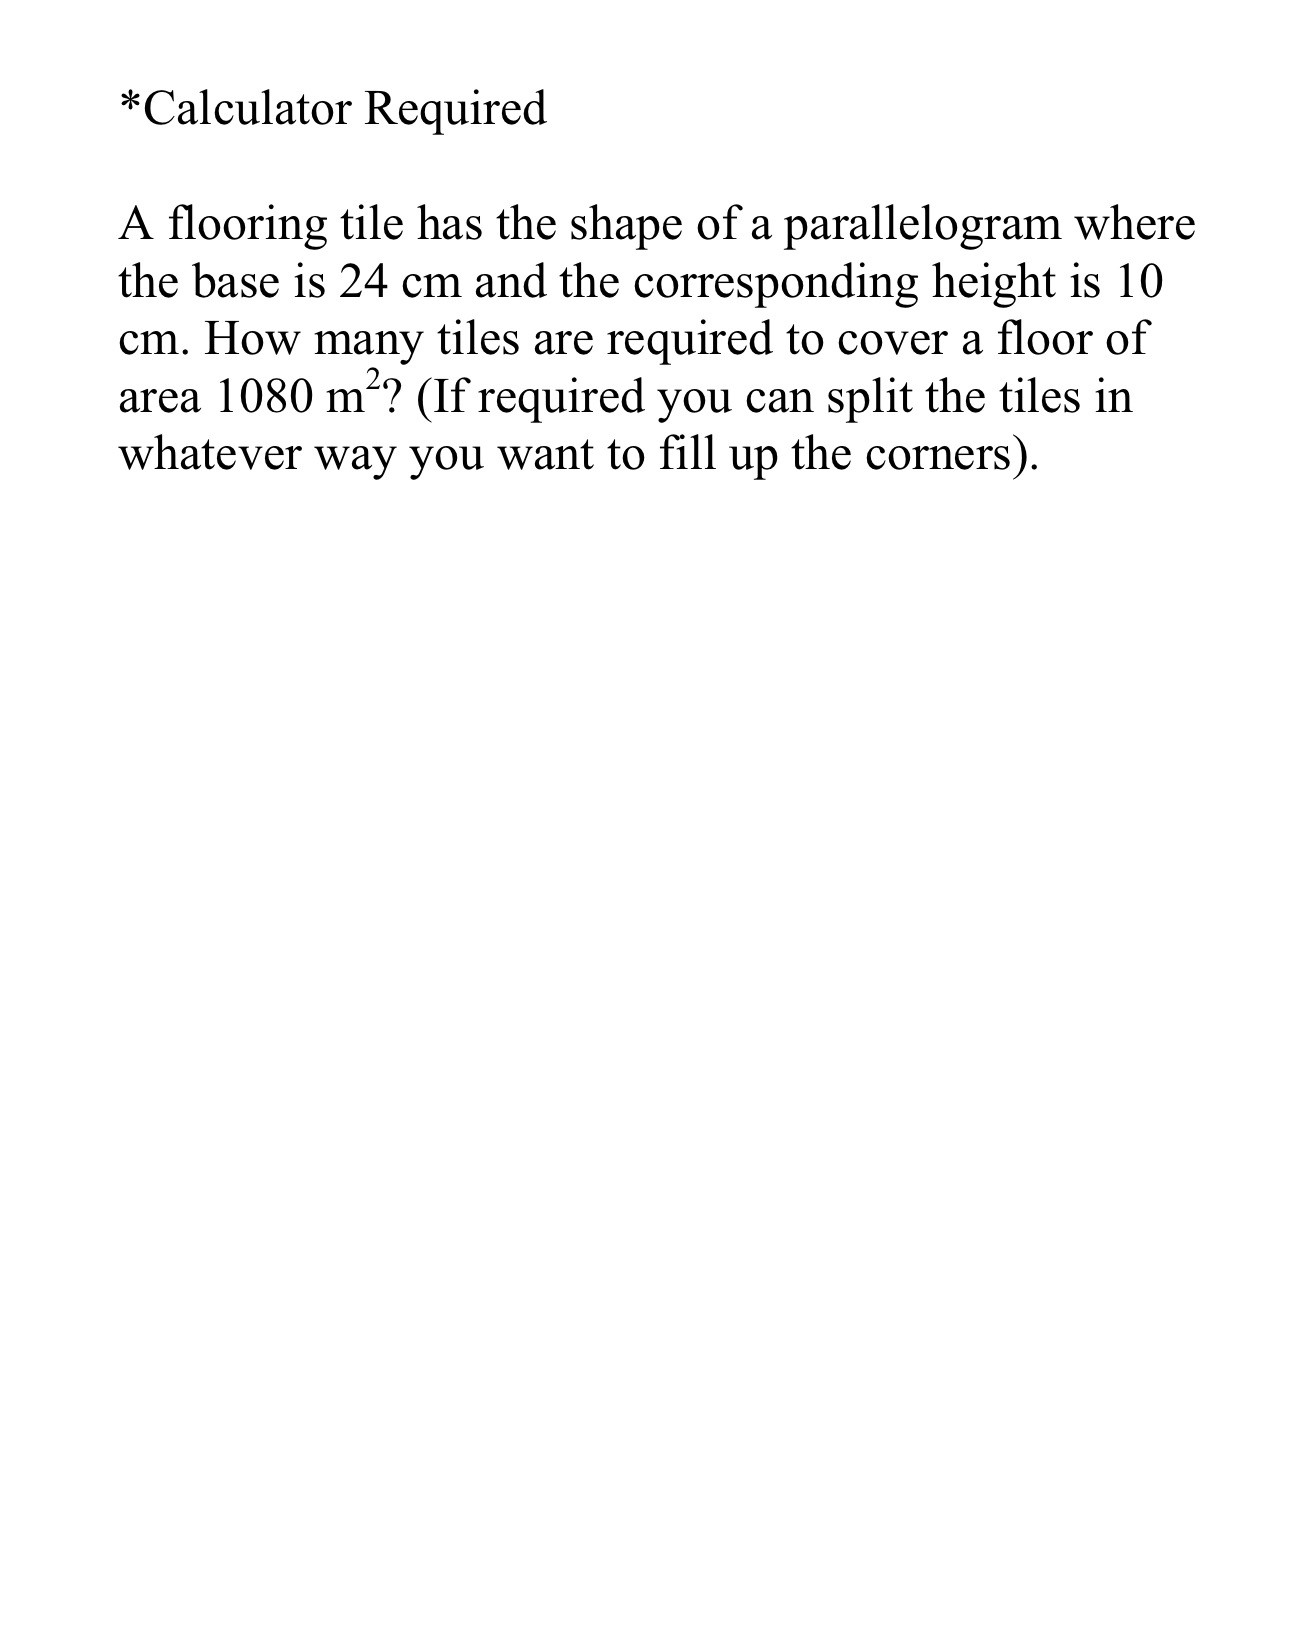 *Calculator Required
A flooring tile has the shape of a parallelogram where
the base is 24 cm and the corresponding height is 10
cm. How many tiles are required to cover a floor of
area 1080 m²? (If required you can split the tiles in
whatever way you want to fill up the corners).